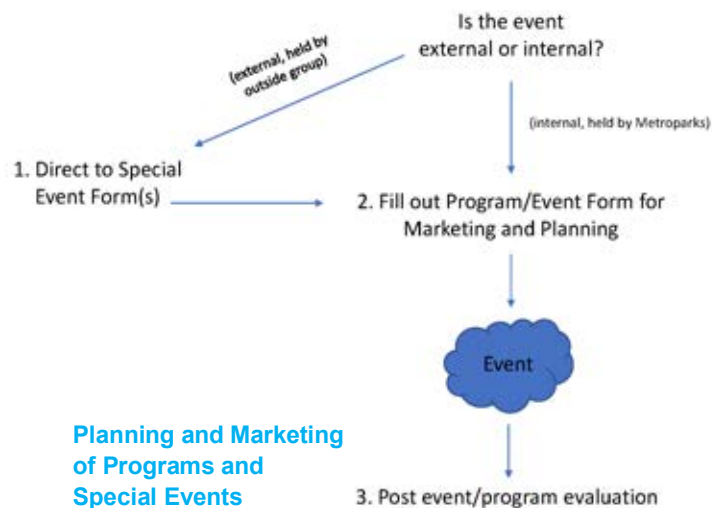 Is the event
external or internal?
(external, held by
outside group)
(internal, held by Metroparks)
1. Direct to Special
Event Form(s)
2. Fill out Program/Event Form for
Marketing and Planning
Event
Planning and Marketing
of Programs and
Special Events
3. Post event/program evaluation